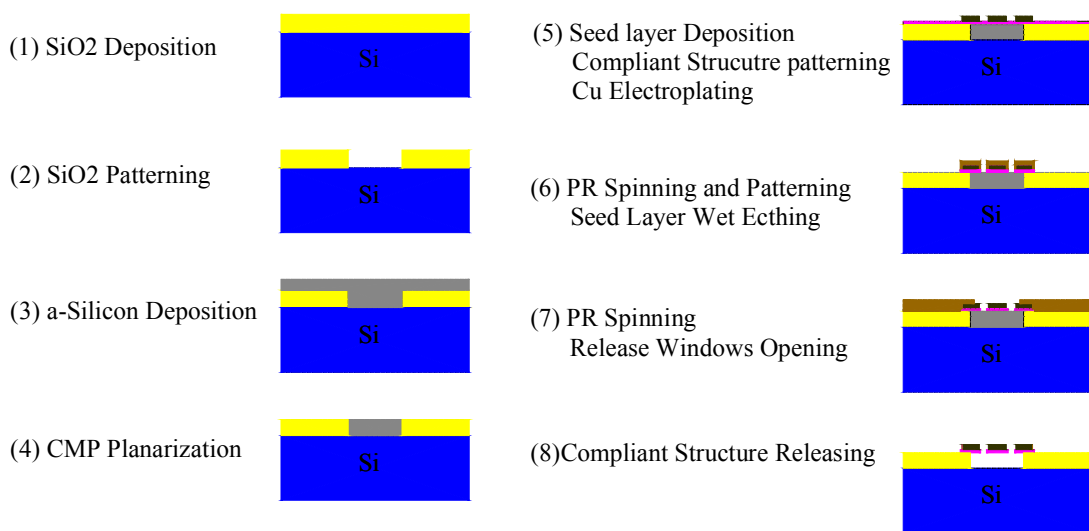 (1) SiO2 Deposition
Si
(2) SiO2 Patterning
Si
(3) a-Silicon Deposition
Si
(4) CMP Planarization
Si
(5) Seed layer Deposition
Compliant Strucutre patterning
Cu Electroplating
Si
(6) PR Spinning and Patterning
Seed Layer Wet Ecthing
Si
(7) PR Spinning
Release Windows Opening
Si
(8)Compliant Structure Releasing
Si